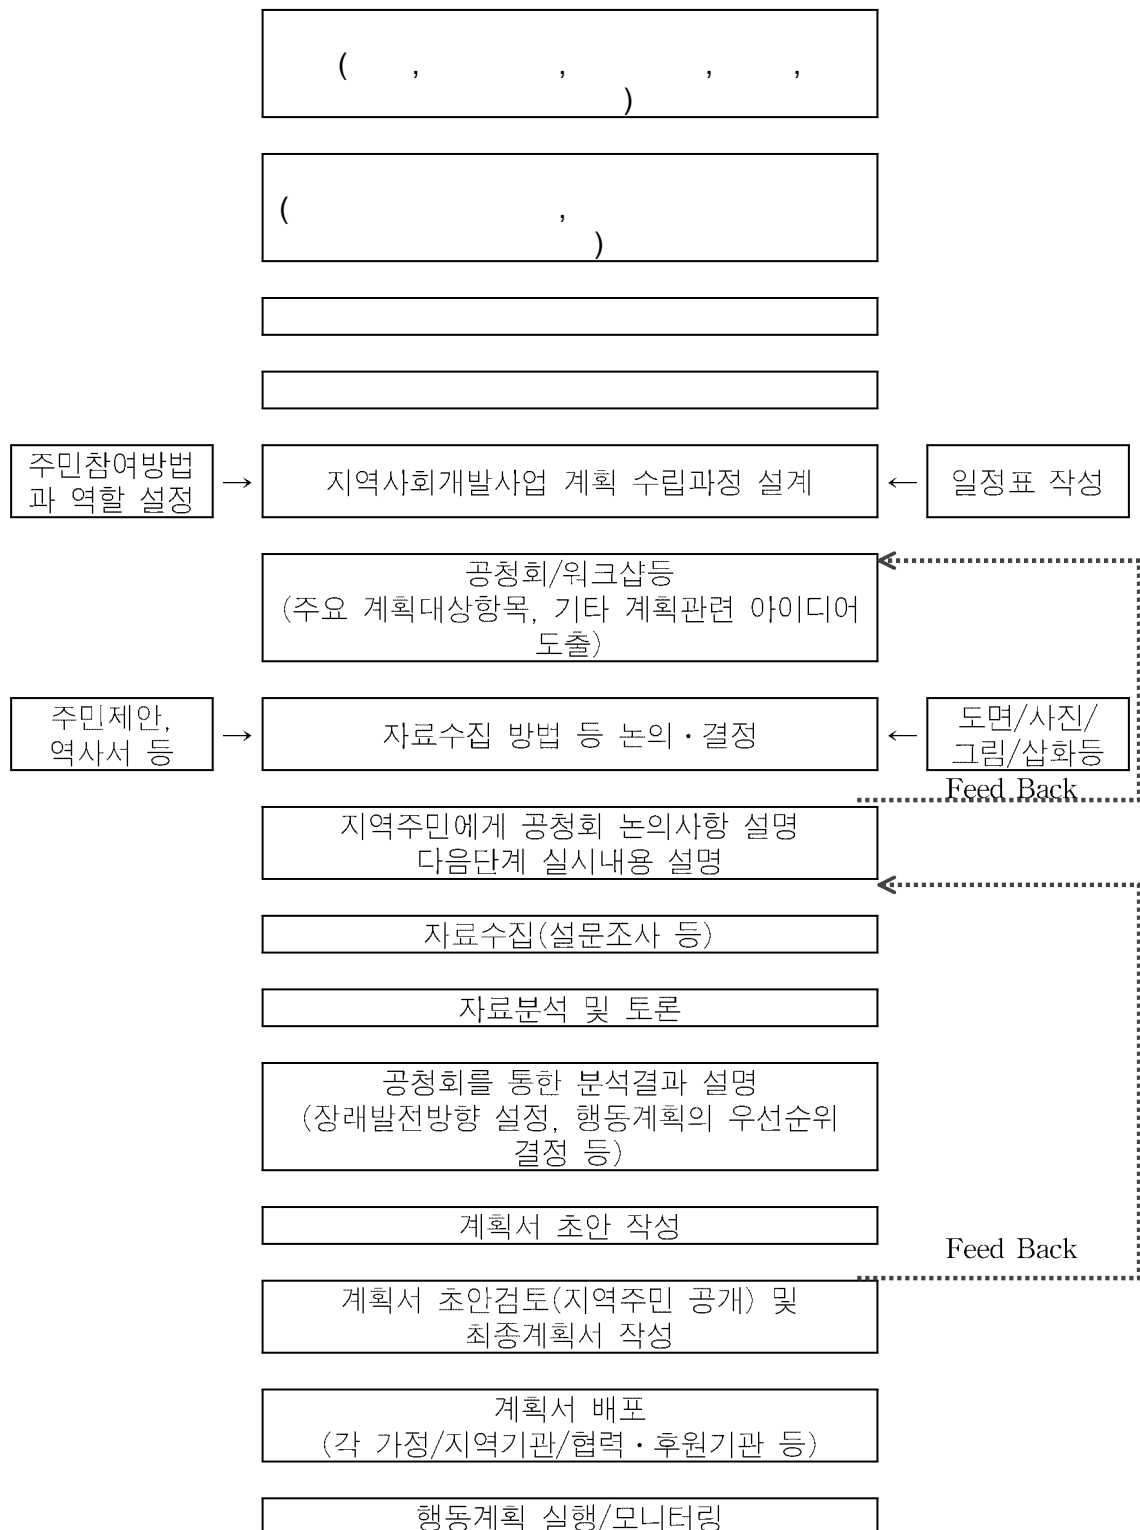 ( , , , ,
)
( ,
)
주민참여방법
과 역할 설정
→
지역사회개발사업 계획 수립과정 설계
←
일정표 작성
공청회/워크샵등
(주요 계획대상항목, 기타 계획관련 아이디어
도출)
주민제안,
역사서 등
→
자료수집 방법 등 논의·결정
←
도면/사진/
그림/삽화등
Feed Back
지역주민에게 공청회 논의사항 설명
다음단계 실시내용 설명
자료수집(설문조사 등)
자료분석 및 토론
공청회를 통한 분석결과 설명
(장래발전방향 설정, 행동계획의 우선순위
결정 등)
계획서 초안 작성
Feed Back
계획서 초안검토(지역주민 공개) 및
최종계획서 작성
계획서 배포
(각 가정/지역기관/협력·후원기관 등)
행동계획 실행/모니터링